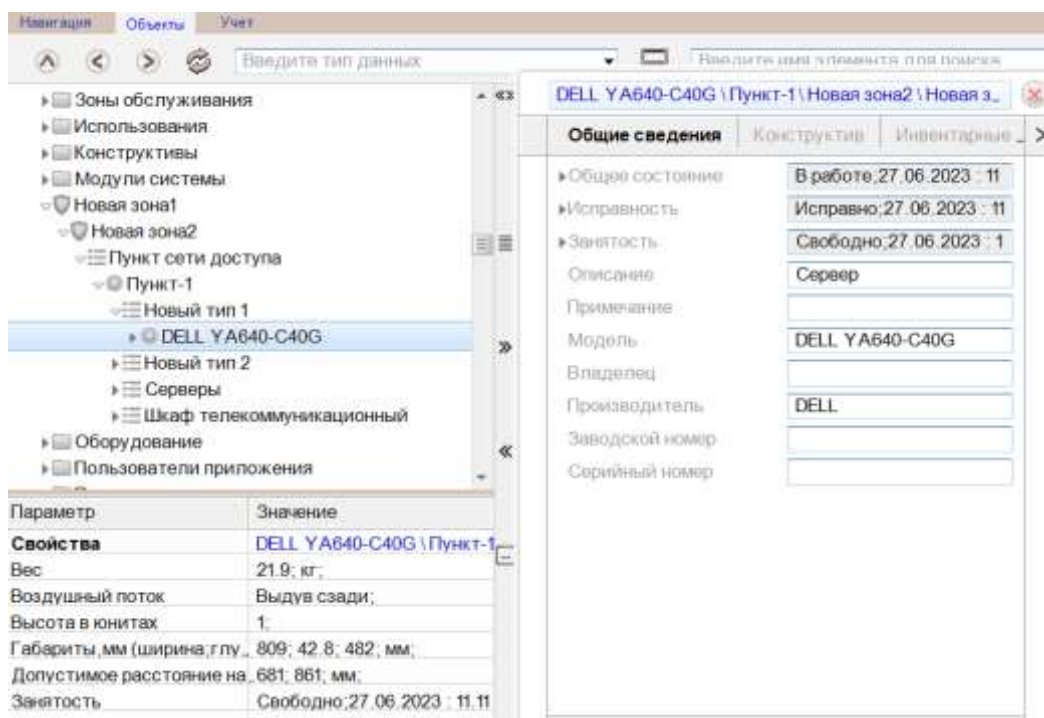 Навигация Объекты Учет
Введите тип данных Введите имя элемента для поиска
Зоны обслуживания
Использования
Конструктивы
Модули системы
Новая зона1
Новая зона2
Пункт сети доступа
Пункт-1
Новый тип 1
DELL YA640-C40G
Новый тип 2
Серверы
Шкаф телекоммуникационный
Оборудование
Пользователи приложения
Параметр Значение
Свойства DELL YA640-C40G \ Пункт-1
Вес 21.9; кг;
Воздушный поток Выдув сзади;
Высота в юнитах 1;
Габариты,мм (ширина;глу... 809; 42.8; 482; мм;
Допустимое расстояние на... 681; 861; мм;
Занятость Свободно;27.06.2023 : 11.11
DELL YA640-C40G \ Пункт-1 \ Новая зона2 \ Новая з...
Общие сведения Конструктив Инвентарные ...
Общее состояние В работе;27.06.2023 : 11
Исправность Исправно;27.06.2023 : 11
Занятость Свободно;27.06.2023 : 1
Описание Сервер
Примечание
Модель DELL YA640-C40G
Владелец
Производитель DELL
Заводской номер
Серийный номер